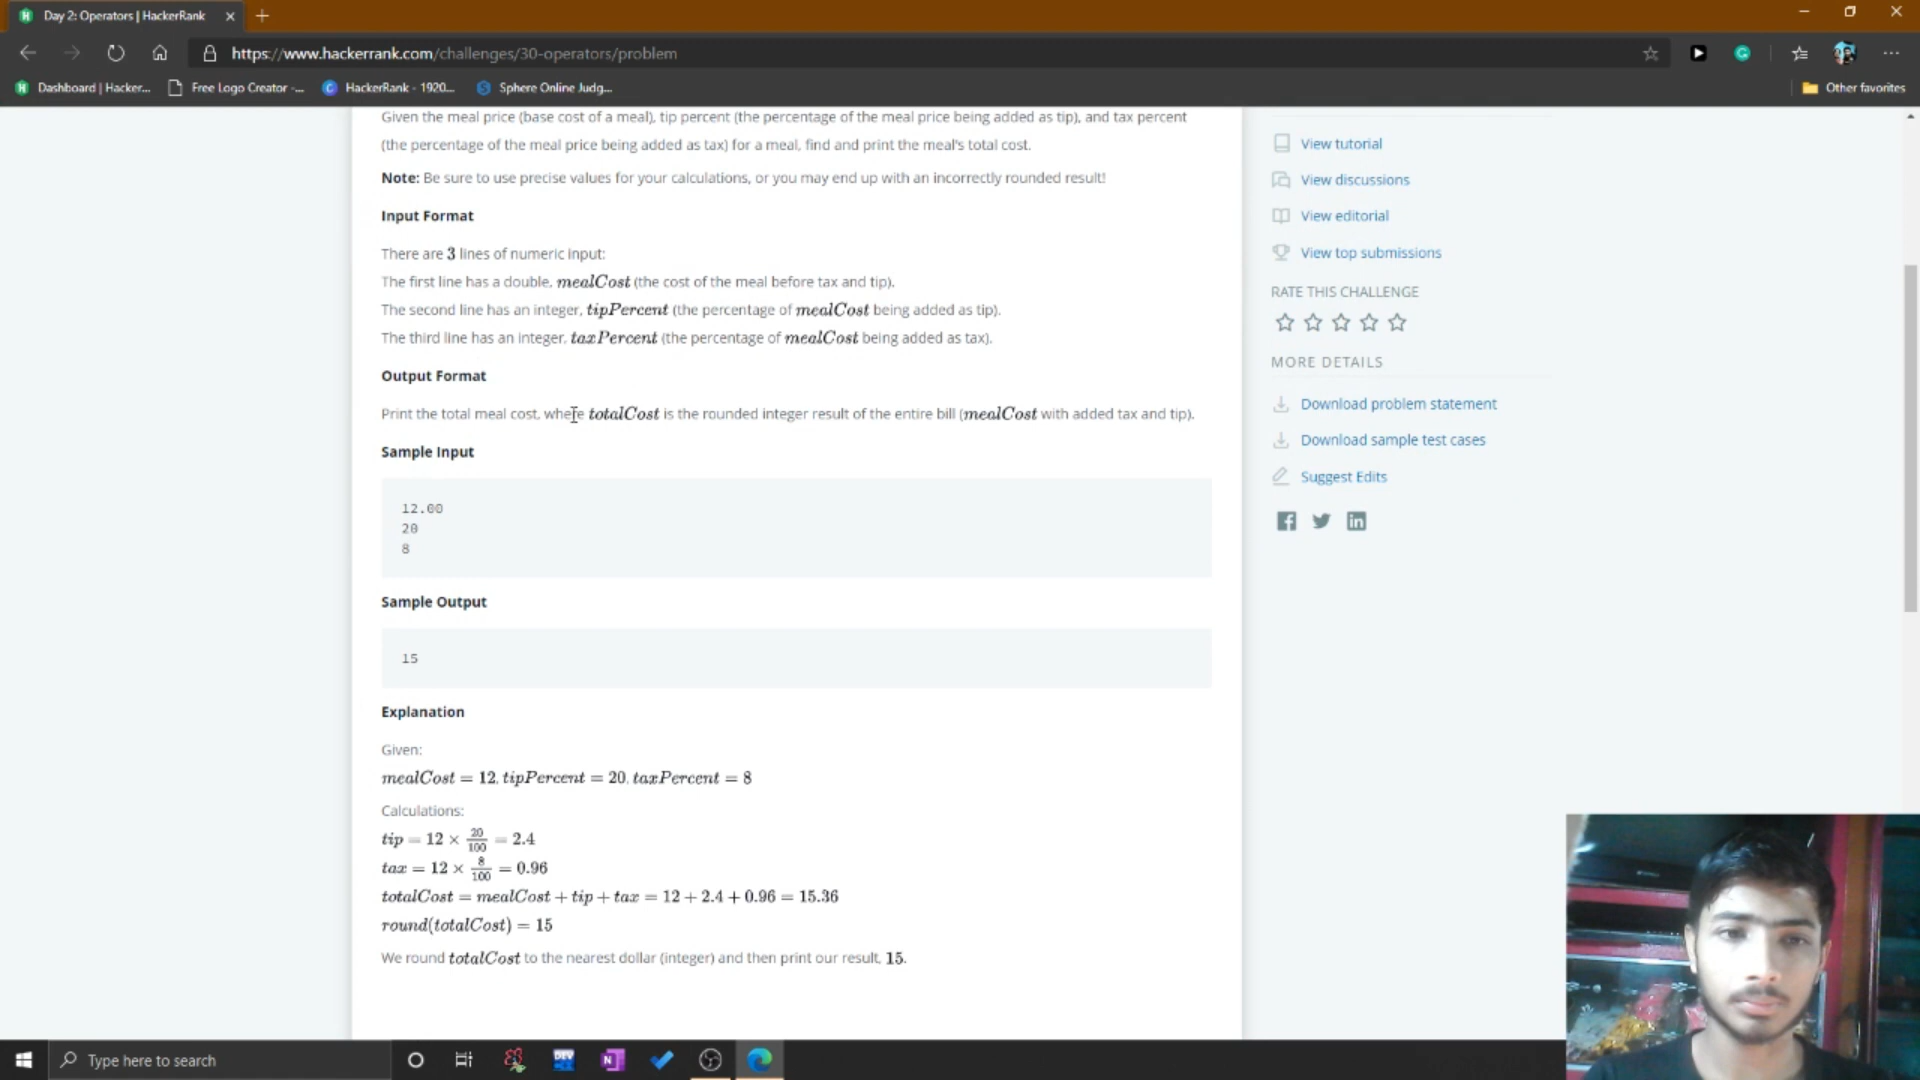 Day 2: Operators | HackerRank
https://www.hackerrank.com/challenges/30-operators/problem
Dashboard | Hacker...
Free Logo Creator -...
HackerRank - 1920...
Sphere Online Judg...
Other favorites
Given the meal price (base cost of a meal), tip percent (the percentage of the meal price being added as tip), and tax percent
(the percentage of the meal price being added as tax) for a meal, find and print the meal's total cost.
Note: Be sure to use precise values for your calculations, or you may end up with an incorrectly rounded result!
Input Format
There are 3 lines of numeric input:
The first line has a double, mealCost (the cost of the meal before tax and tip).
The second line has an integer, tipPercent (the percentage of mealCost being added as tip).
The third line has an integer, taxPercent (the percentage of mealCost being added as tax).
Output Format
Print the total meal cost, where totalCost is the rounded integer result of the entire bill (mealCost with added tax and tip).
Sample Input
12.00
20
8
Sample Output
15
Explanation
Given:
mealCost = 12, tipPercent = 20, taxPercent = 8
Calculations:
tip = 12 × 20/100 = 2.4
tax = 12 × 8/100 = 0.96
totalCost = mealCost + tip + tax = 12 + 2.4 + 0.96 = 15.36
round(totalCost) = 15
We round totalCost to the nearest dollar (integer) and then print our result, 15.
View tutorial
View discussions
View editorial
View top submissions
RATE THIS CHALLENGE
MORE DETAILS
Download problem statement
Download sample test cases
Suggest Edits
Type here to search
DEV
N